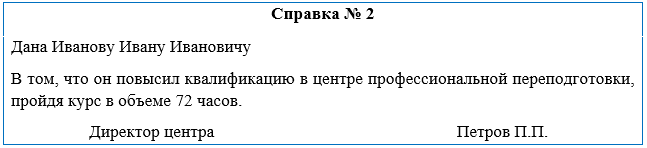 Справка № 2
Дана Иванову Ивану Ивановичу
В том, что он повысил квалификацию в центре профессиональной переподготовки,
пройдя курс в объеме 72 часов.
Директор центра Петров П.П.